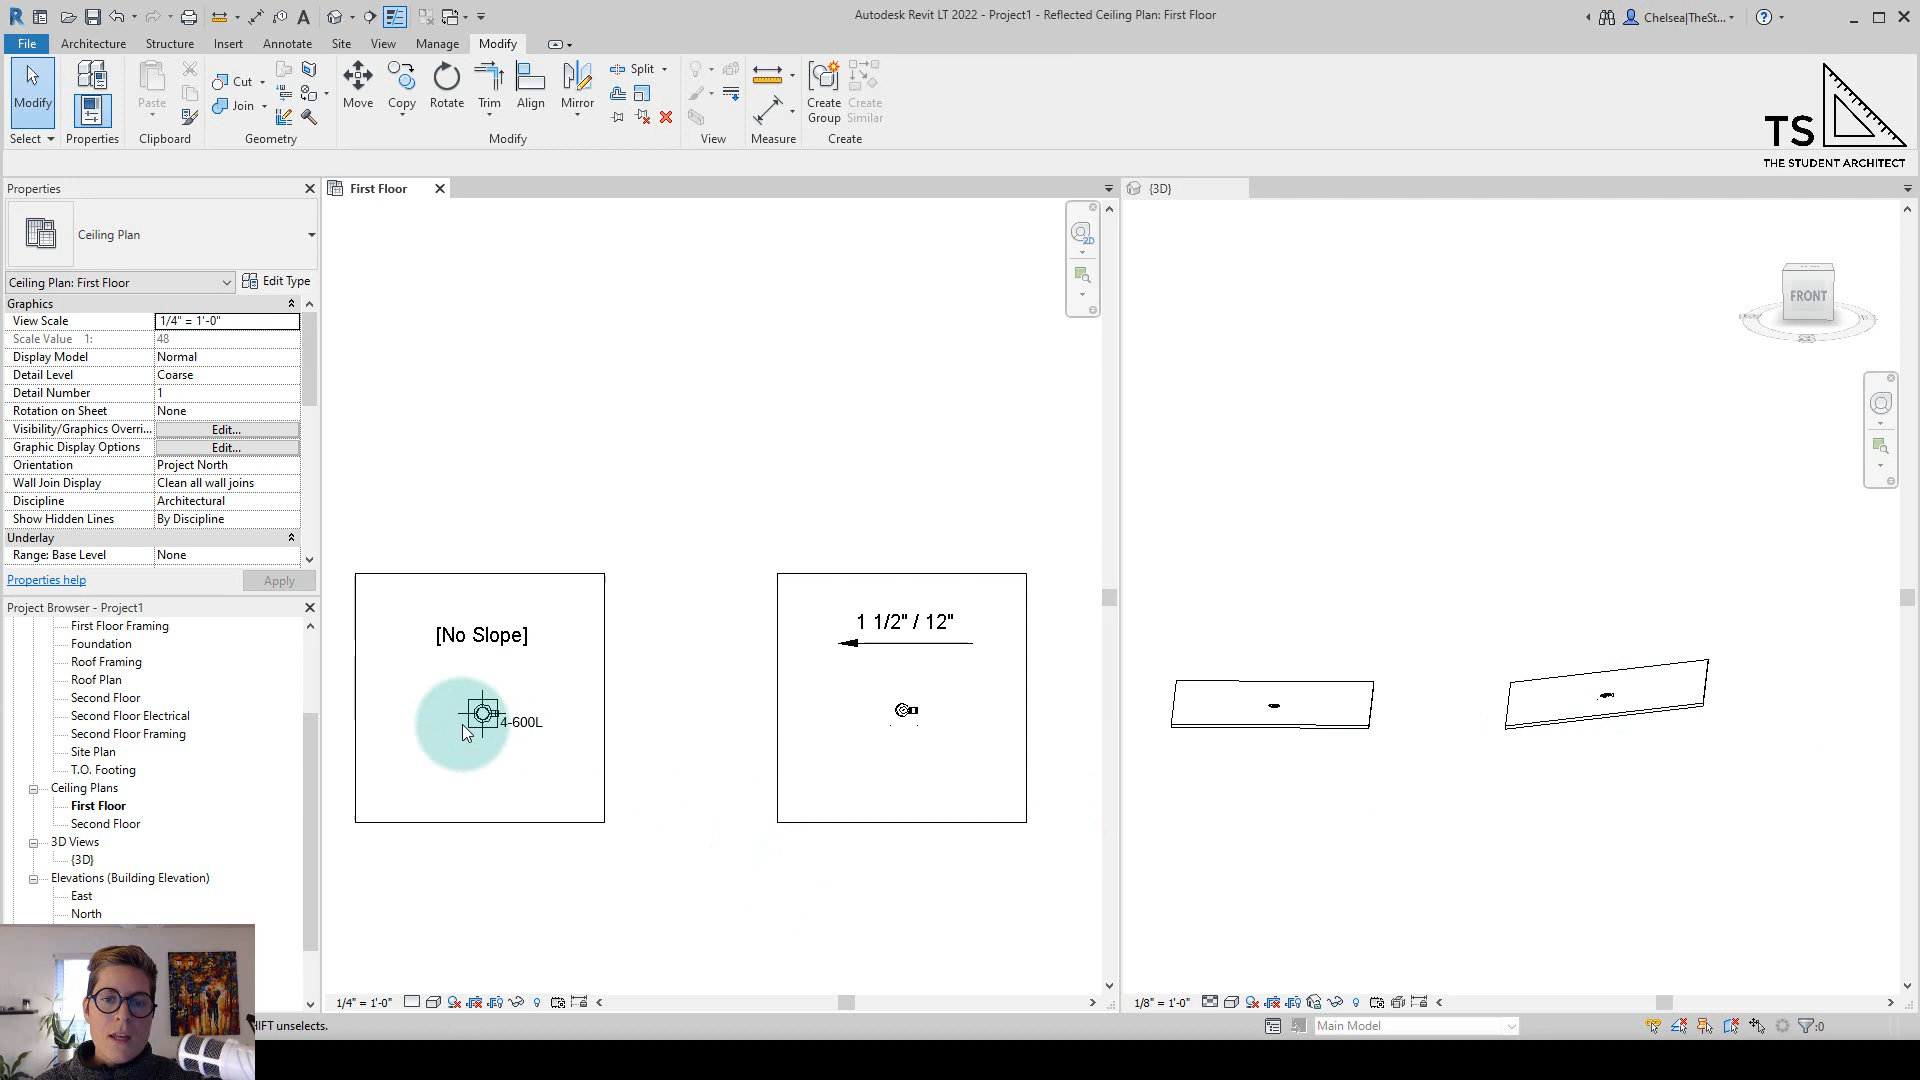 Autodesk Revit LT 2022 - Project1 - Reflected Ceiling Plan: First Floor
Chelsea|TheSt...
File Architecture Structure Insert Annotate Site View Manage Modify
Modify
Cut
Join
Paste
Move Copy Rotate Trim Align Mirror
Split
Create Group
Create Similar
Select Properties Clipboard Geometry Modify View Measure Create
TS
THE STUDENT ARCHITECT
Properties
Ceiling Plan
Ceiling Plan: First Floor
Edit Type
Graphics
View Scale 1/4" = 1'-0"
Scale Value 1: 48
Display Model Normal
Detail Level Coarse
Detail Number 1
Rotation on Sheet None
Visibility/Graphics Overri... Edit...
Graphic Display Options Edit...
Orientation Project North
Wall Join Display Clean all wall joins
Discipline Architectural
Show Hidden Lines By Discipline
Underlay
Range: Base Level None
Properties help
Apply
Project Browser - Project1
First Floor Framing
Foundation
Roof Framing
Roof Plan
Second Floor
Second Floor Electrical
Second Floor Framing
Site Plan
T.O. Footing
Ceiling Plans
First Floor
Second Floor
3D Views
{3D}
Elevations (Building Elevation)
East
North
First Floor
2D
[No Slope]
4-600L
1 1/2" / 12"
{3D}
FRONT
1/4" = 1'-0"
1/8" = 1'-0"
HIFT unselects.
Main Model
:0